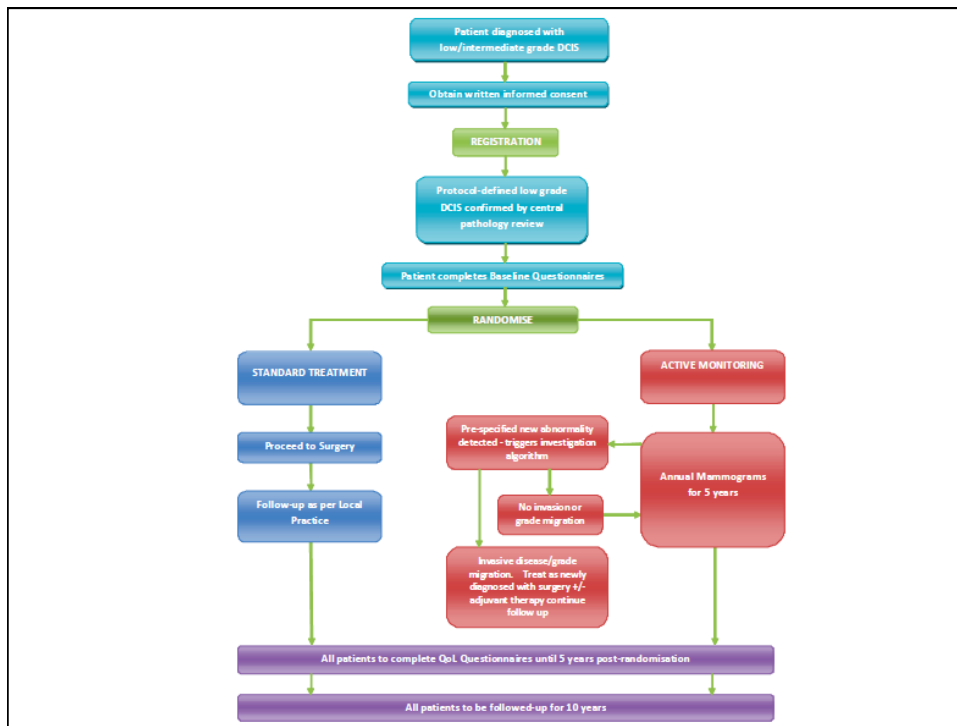 Patient diagnosed with
low/intermediate grade DCIS
Obtain written informed consent
REGISTRATION
Protocol-defined low grade
DCIS confirmed by central
pathology review
Patient completes Baseline Questionnaires
RANDOMISE
STANDARD TREATMENT
Proceed to Surgery
Follow-up as per Local
Practice
ACTIVE MONITORING
Annual Mammograms
for 5 years
Pre-specified new abnormality
detected - triggers investigation
algorithm
No invasion or
grade migration
Invasive disease/grade
migration. Treat as newly
diagnosed with surgery +/-
adjuvant therapy continue
follow up
All patients to complete QoL Questionnaires until 5 years post-randomisation
All patients to be followed-up for 10 years